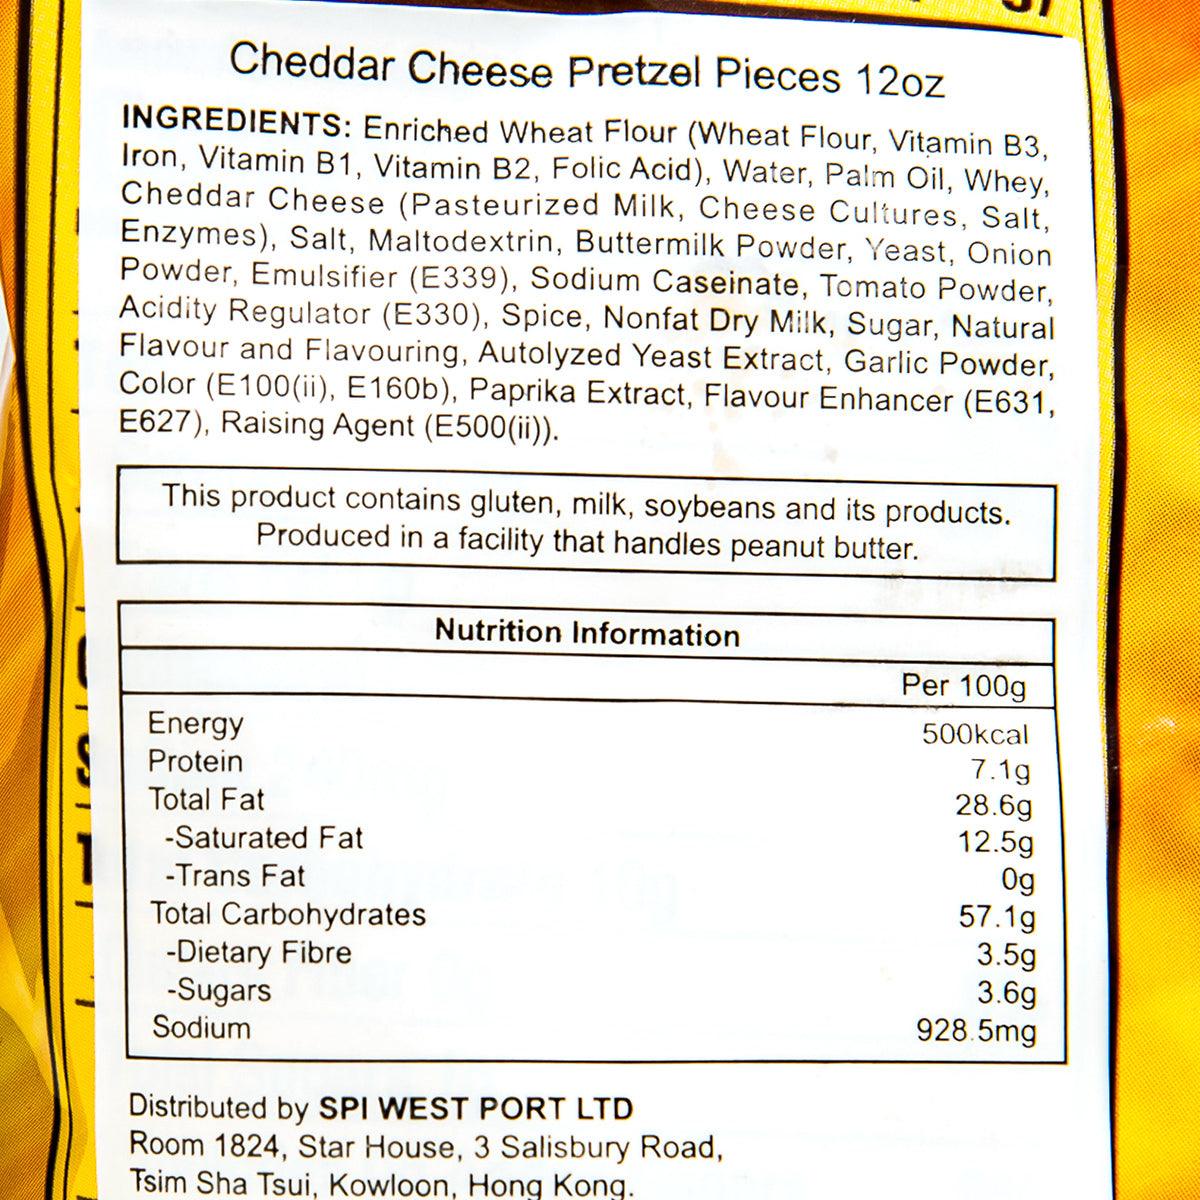 Cheddar Cheese Pretzel Pieces 12oz
INGREDIENTS: Enriched Wheat Flour (Wheat Flour, Vitamin B3,
Iron, Vitamin B1, Vitamin B2, Folic Acid), Water, Palm Oil, Whey,
Cheddar Cheese (Pasteurized Milk, Cheese Cultures, Salt,
Enzymes), Salt, Maltodextrin, Buttermilk Powder, Yeast, Onion
Powder, Emulsifier (E339), Sodium Caseinate, Tomato Powder,
Acidity Regulator (E330), Spice, Nonfat Dry Milk, Sugar, Natural
Flavour and Flavouring, Autolyzed Yeast Extract, Garlic Powder,
Color (E100(ii), E160b), Paprika Extract, Flavour Enhancer (E631,
E627), Raising Agent (E500(ii)).
This product contains gluten, milk, soybeans and its products.
Produced in a facility that handles peanut butter.
Nutrition Information
Per 100g
Energy 500kcal
Protein 7.1g
Total Fat 28.6g
-Saturated Fat 12.5g
-Trans Fat 0g
Total Carbohydrates 57.1g
-Dietary Fibre 3.5g
-Sugars 3.6g
Sodium 928.5mg
Distributed by SPI WEST PORT LTD
Room 1824, Star House, 3 Salisbury Road,
Tsim Sha Tsui, Kowloon, Hong Kong.